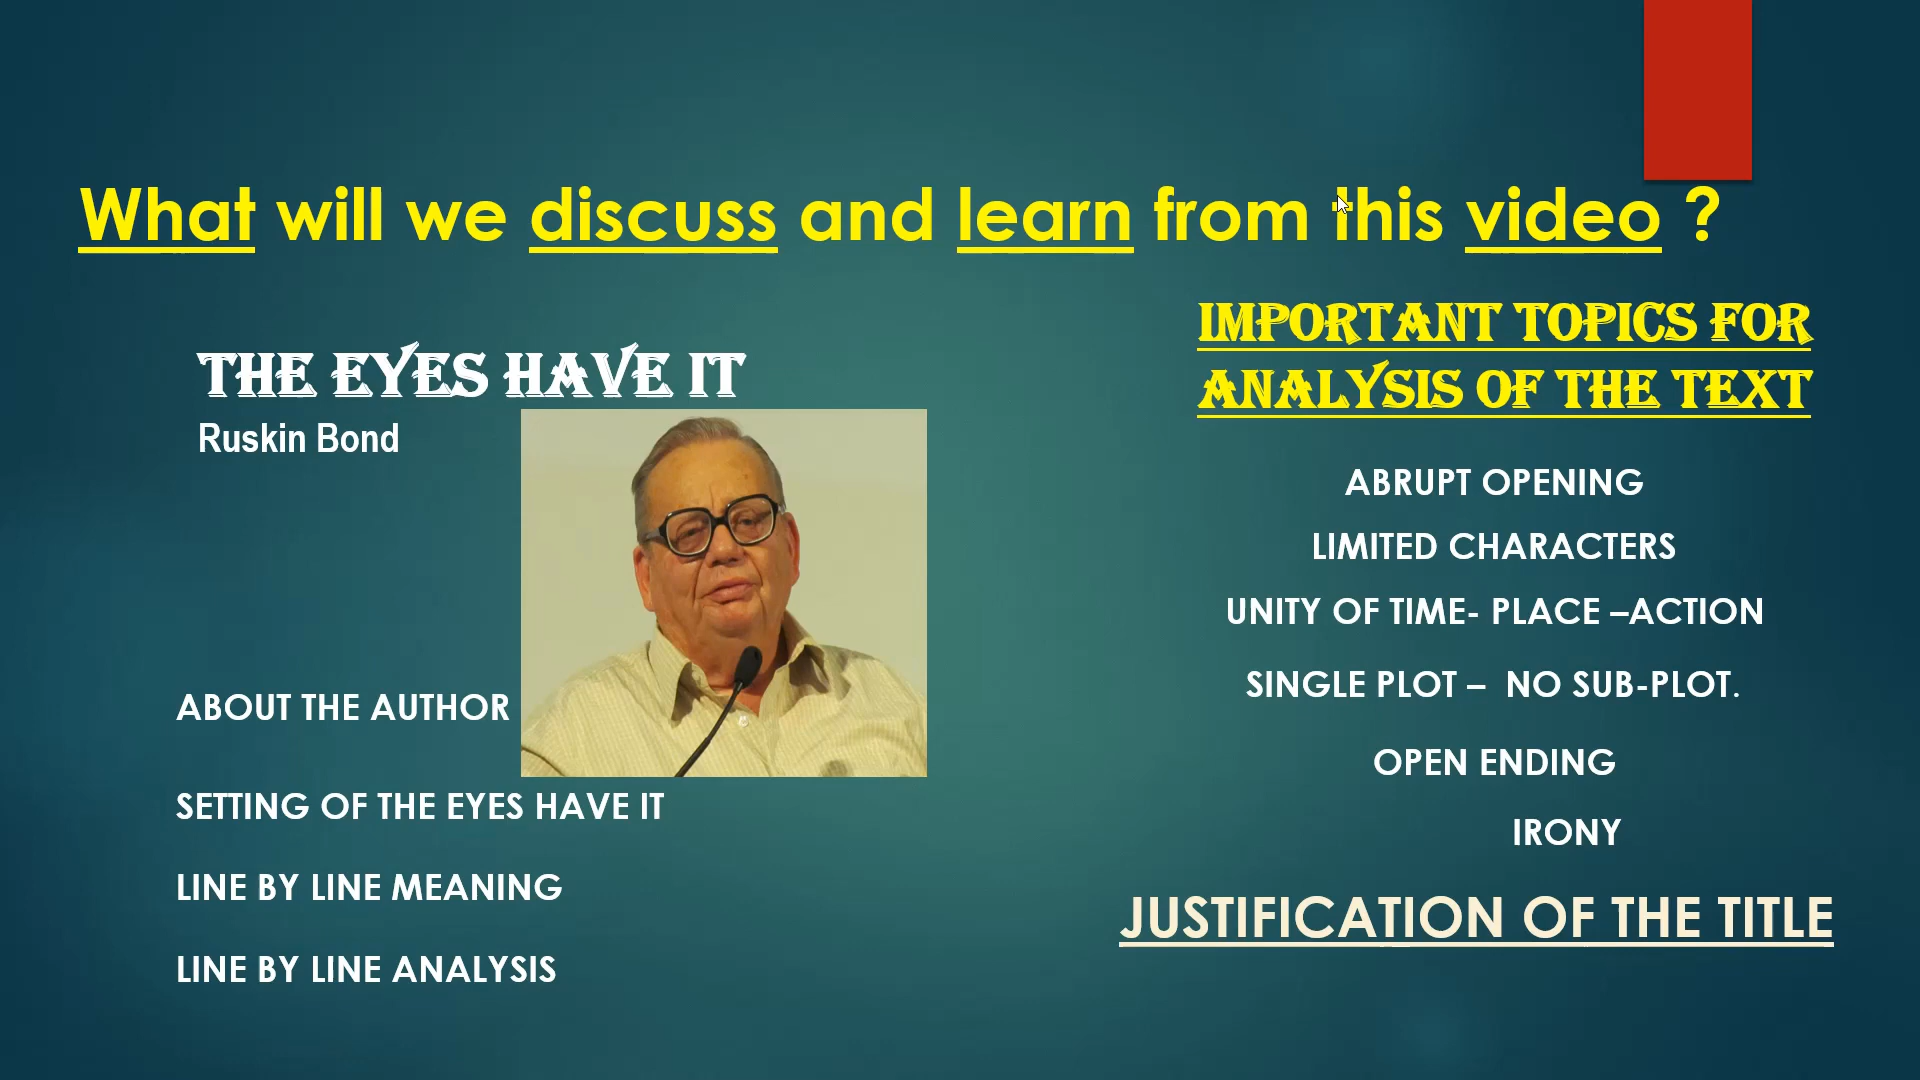 What will we discuss and learn from this video ?
THE EYES HAVE IT
Ruskin Bond
ABOUT THE AUTHOR
SETTING OF THE EYES HAVE IT
LINE BY LINE MEANING
LINE BY LINE ANALYSIS
IMPORTANT TOPICS FOR
ANALYSIS OF THE TEXT
ABRUPT OPENING
LIMITED CHARACTERS
UNITY OF TIME- PLACE –ACTION
SINGLE PLOT – NO SUB-PLOT.
OPEN ENDING
IRONY
JUSTIFICATION OF THE TITLE